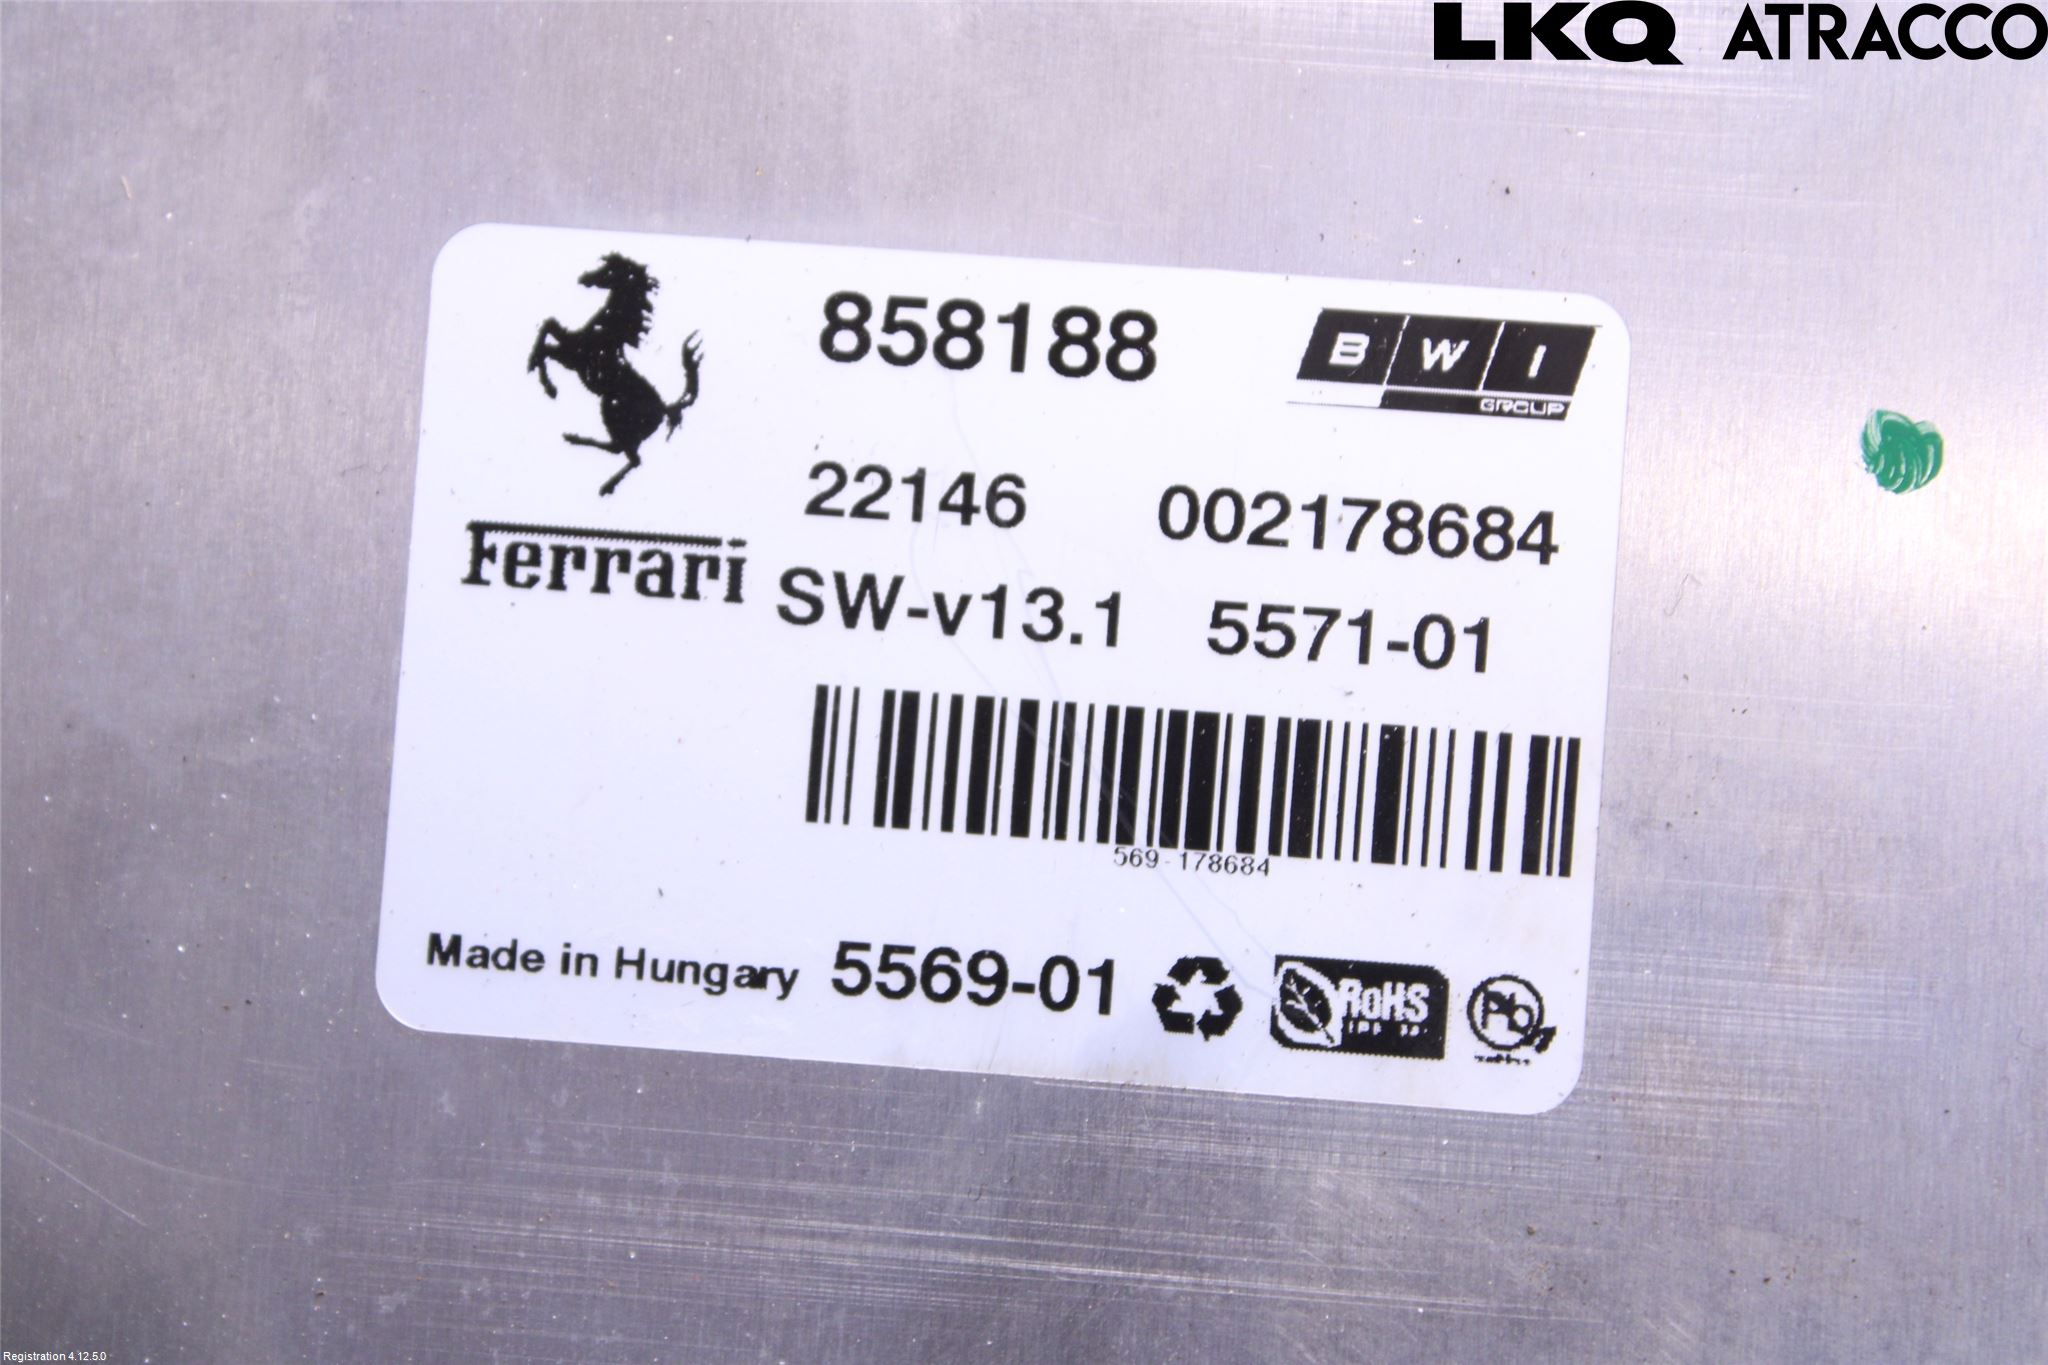 LKQ ATRACCO
858188
B W I
GROUP
22146 002178684
Ferrari
SW-v13.1 5571-01
569-178684
Made in Hungary 5569-01
RoHS
Pb
Registration 4.12.5.0